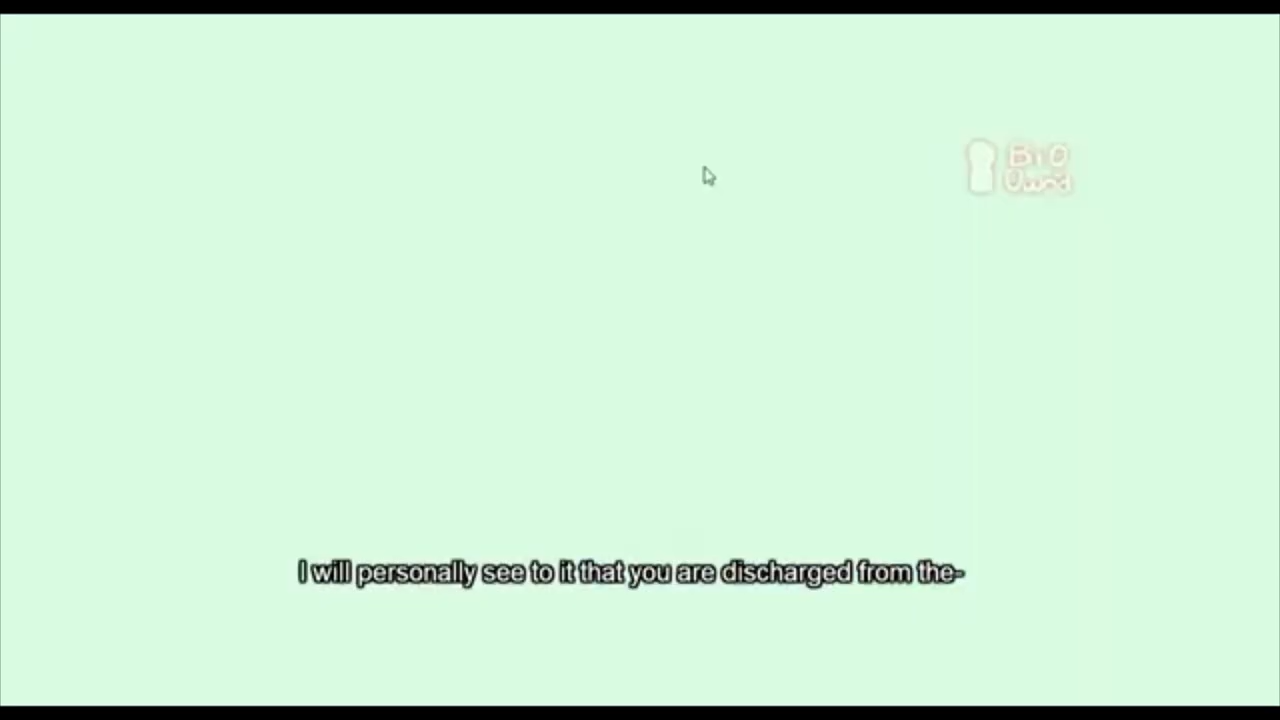 I will personally see to it that you are discharged from the-